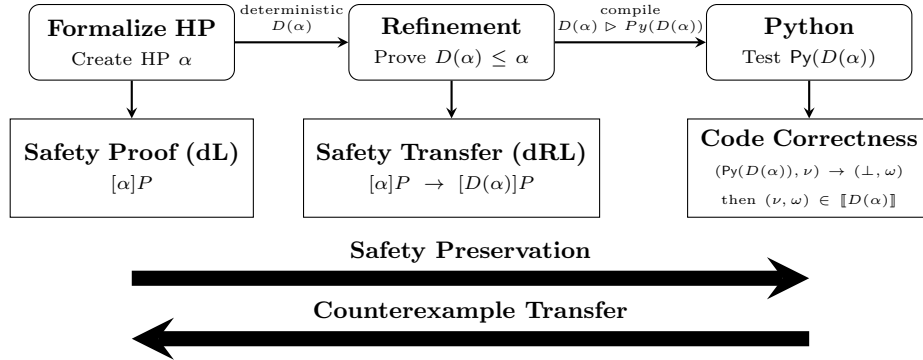 Formalize HP
Create HP α
deterministic
D(α)
Refinement
Prove D(α) ≤ α
compile
D(α) ▷ Py(D(α))
Python
Test Py(D(α))
Safety Proof (dL)
[α]P
Safety Transfer (dRL)
[α]P → [D(α)]P
Code Correctness
(Py(D(α)), ν) → (⊥, ω)
then (ν, ω) ∈ ⟦D(α)⟧
Safety Preservation
Counterexample Transfer